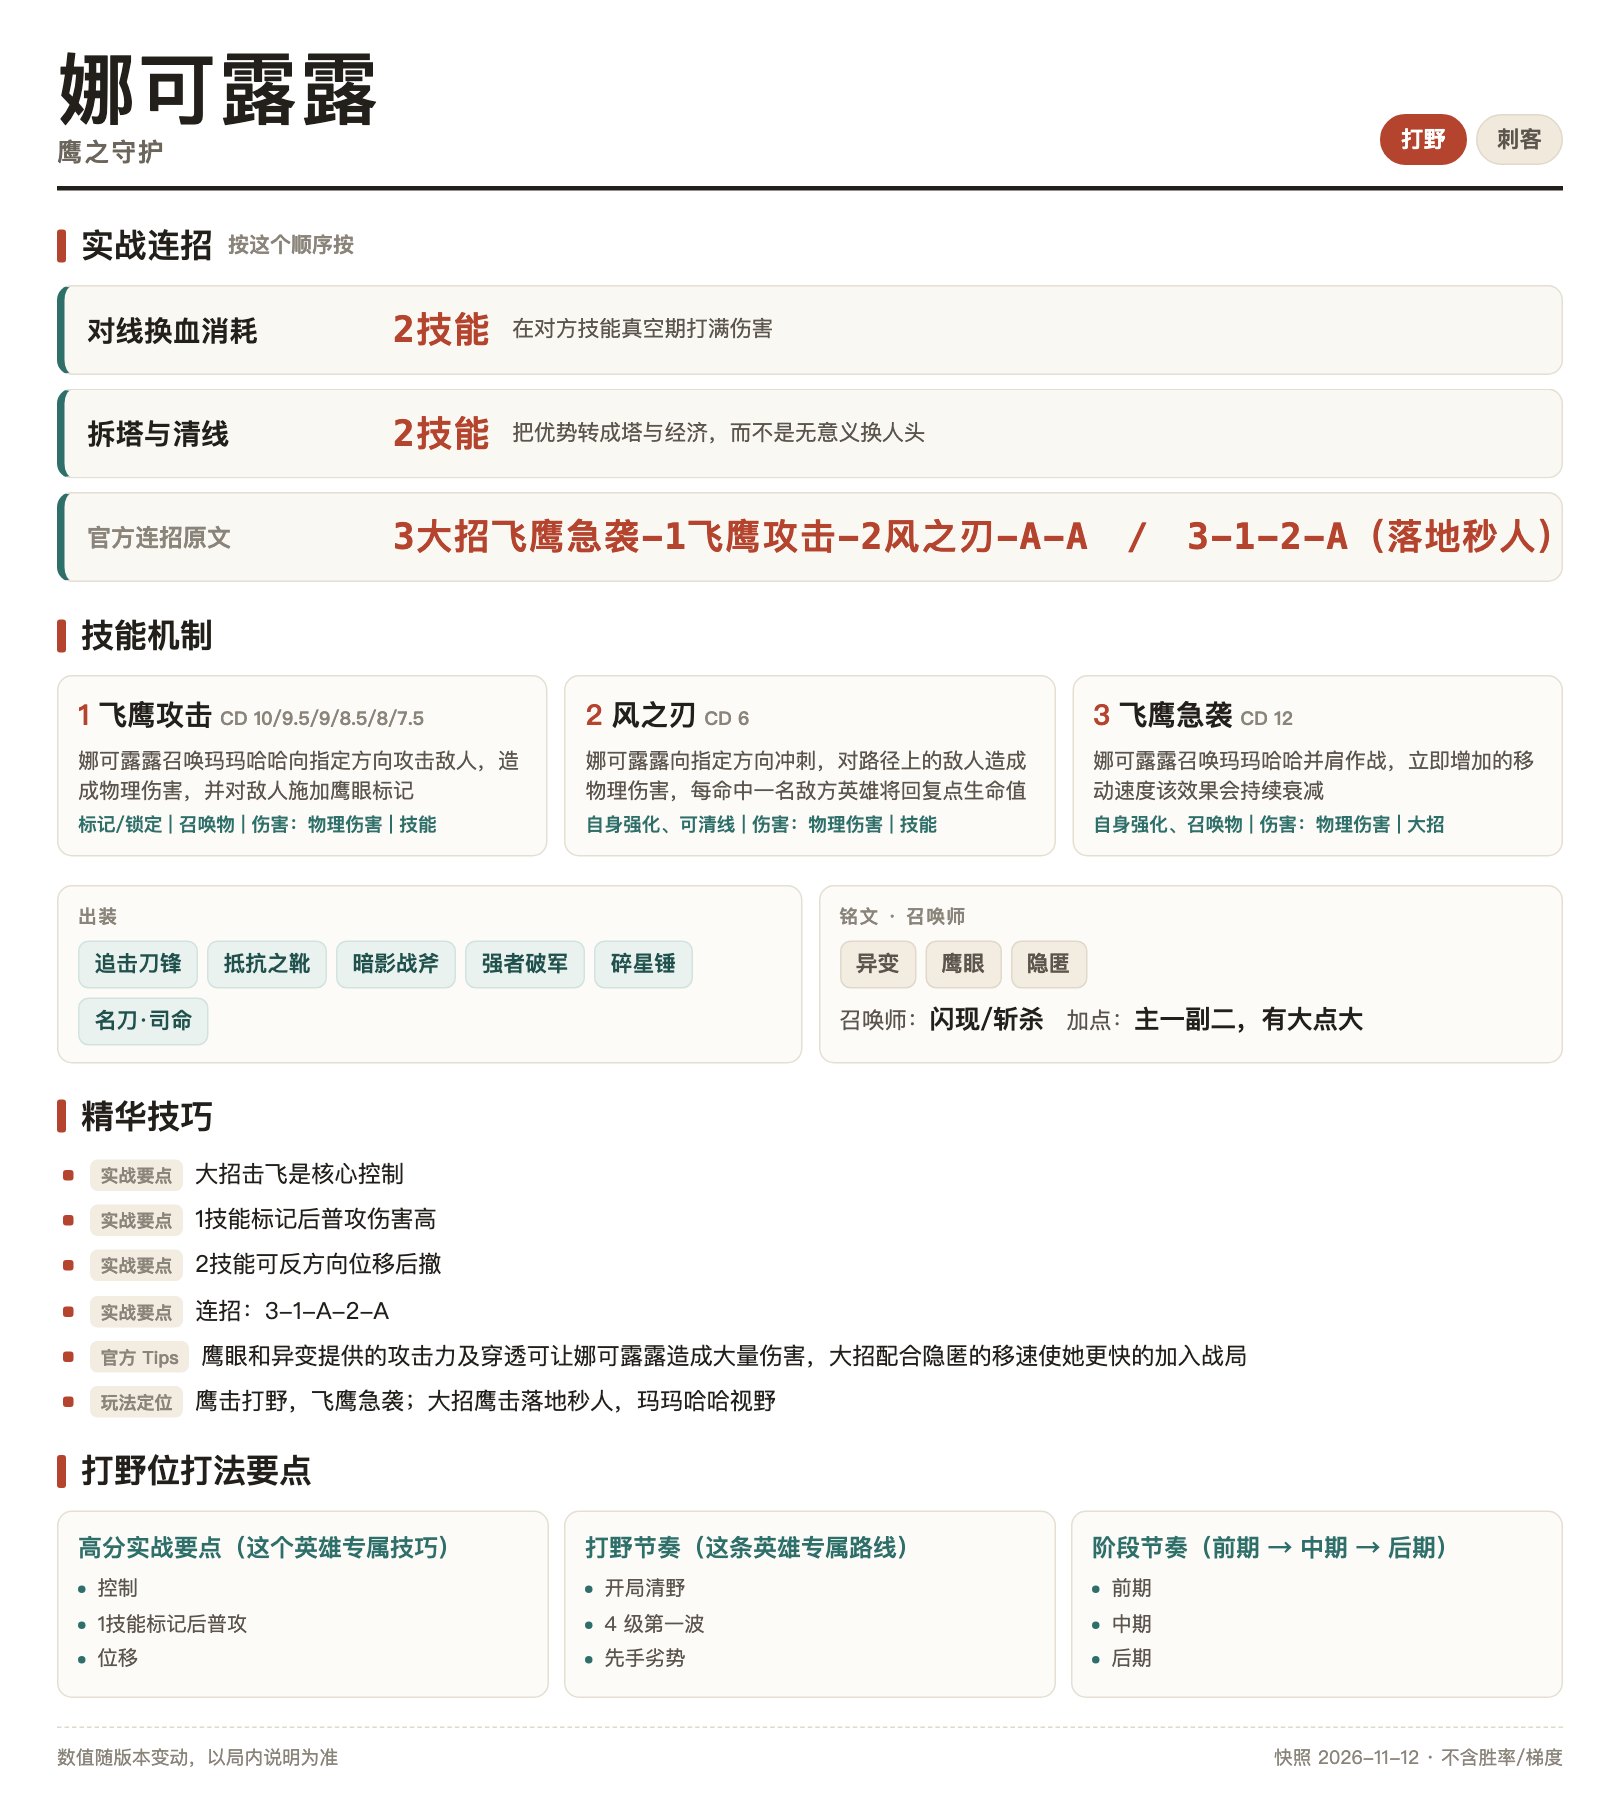 娜可露露
鹰之守护
打野 刺客
实战连招 按这个顺序按
对线换血消耗 2技能 在对方技能真空期打满伤害
拆塔与清线 2技能 把优势转成塔与经济，而不是无意义换人头
官方连招原文 3大招飞鹰急袭–1飞鹰攻击–2风之刃–A–A / 3–1–2–A（落地秒人）
技能机制
1 飞鹰攻击 CD 10/9.5/9/8.5/8/7.5
娜可露露召唤玛玛哈哈向指定方向攻击敌人，造
成物理伤害，并对敌人施加鹰眼标记
标记/锁定 | 召唤物 | 伤害：物理伤害 | 技能
2 风之刃 CD 6
娜可露露向指定方向冲刺，对路径上的敌人造成
物理伤害，每命中一名敌方英雄将回复点生命值
自身强化、可清线 | 伤害：物理伤害 | 技能
3 飞鹰急袭 CD 12
娜可露露召唤玛玛哈哈并肩作战，立即增加的移
动速度该效果会持续衰减
自身强化、召唤物 | 伤害：物理伤害 | 大招
出装
追击刀锋 抵抗之靴 暗影战斧 强者破军 碎星锤
名刀·司命
铭文 · 召唤师
异变 鹰眼 隐匿
召唤师：闪现/斩杀 加点：主一副二，有大点大
精华技巧
实战要点 大招击飞是核心控制
实战要点 1技能标记后普攻伤害高
实战要点 2技能可反方向位移后撤
实战要点 连招：3–1–A–2–A
官方 Tips 鹰眼和异变提供的攻击力及穿透可让娜可露露造成大量伤害，大招配合隐匿的移速使她更快的加入战局
玩法定位 鹰击打野，飞鹰急袭；大招鹰击落地秒人，玛玛哈哈视野
打野位打法要点
高分实战要点（这个英雄专属技巧）
控制
1技能标记后普攻
位移
打野节奏（这条英雄专属路线）
开局清野
4 级第一波
先手劣势
阶段节奏（前期 → 中期 → 后期）
前期
中期
后期
数值随版本变动，以局内说明为准
快照 2026–11–12 · 不含胜率/梯度